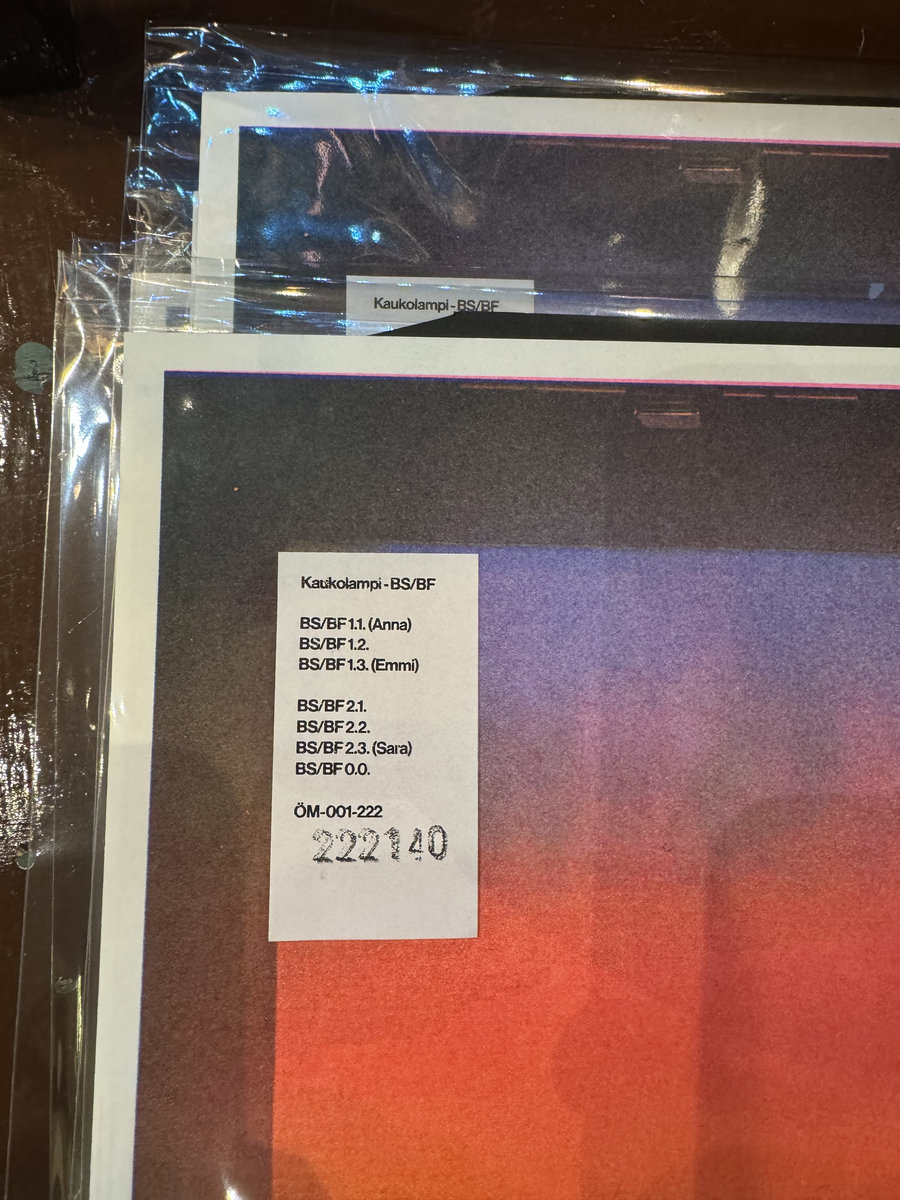 Kaukolampi - BS/BF
Kaukolampi - BS/BF
BS/BF 1.1. (Anna)
BS/BF 1.2.
BS/BF 1.3. (Emmi)
BS/BF 2.1.
BS/BF 2.2.
BS/BF 2.3. (Sara)
BS/BF 0.0.
ÖM-001-222
222140